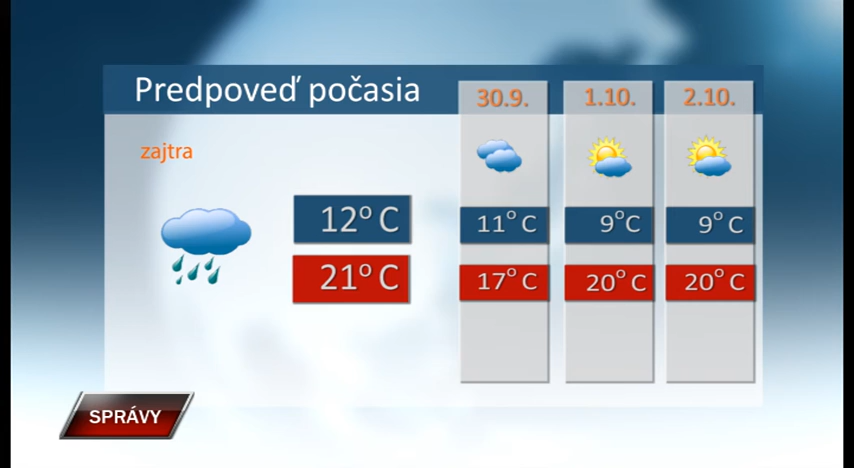 Predpoveď počasia
zajtra
12° C
21° C
30.9.
11° C
17° C
1.10.
9°C
20° C
2.10.
9° C
20° C
SPRÁVY